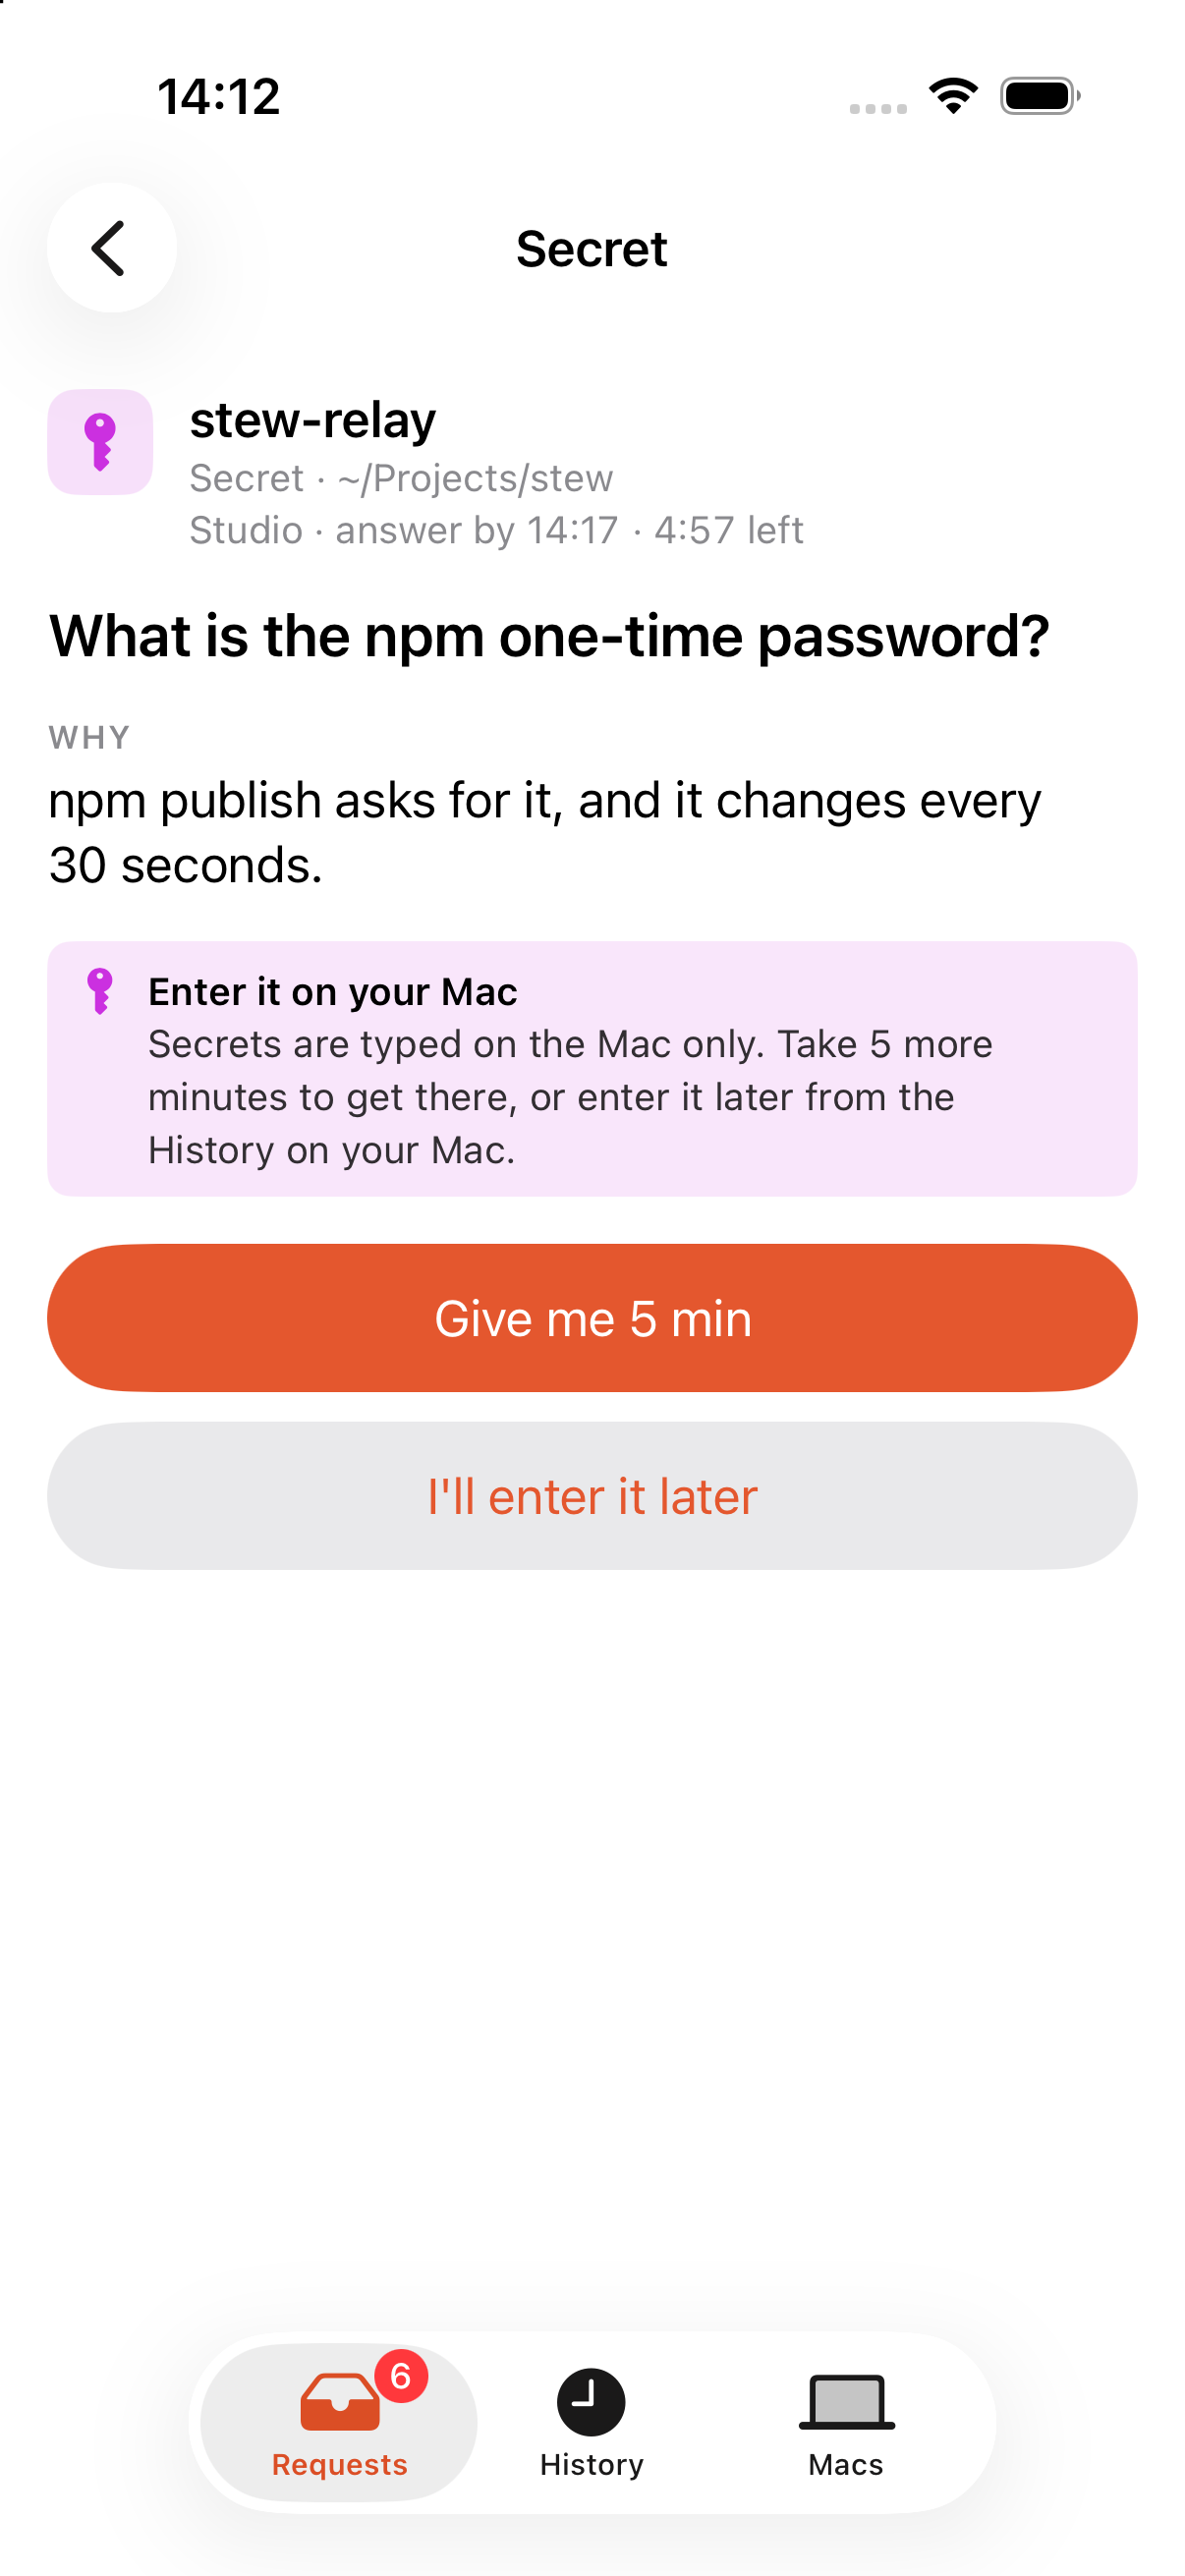 14:12
Secret
stew-relay
Secret · ~/Projects/stew
Studio · answer by 14:17 · 4:57 left
What is the npm one-time password?
WHY
npm publish asks for it, and it changes every
30 seconds.
Enter it on your Mac
Secrets are typed on the Mac only. Take 5 more
minutes to get there, or enter it later from the
History on your Mac.
Give me 5 min
I'll enter it later
6
Requests
History
Macs